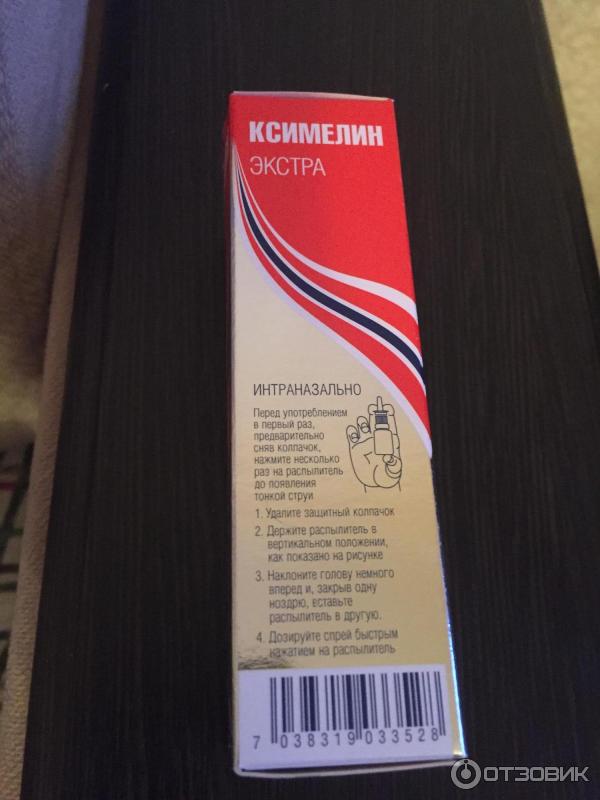 КСИМЕЛИН
ЭКСТРА
ИНТРАНАЗАЛЬНО
Перед употреблением
в первый раз,
предварительно
сняв колпачок,
нажмите несколько
раз на распылитель
до появления
тонкой струи
1. Удалите защитный колпачок
2. Держите распылитель в
вертикальном положении,
как показано на рисунке
3. Наклоните голову немного
вперед и, закрыв одну
ноздрю, вставьте
распылитель в другую.
4. Дозируйте спрей быстрым
нажатием на распылитель
7 038319 033528
ОТЗОВИК